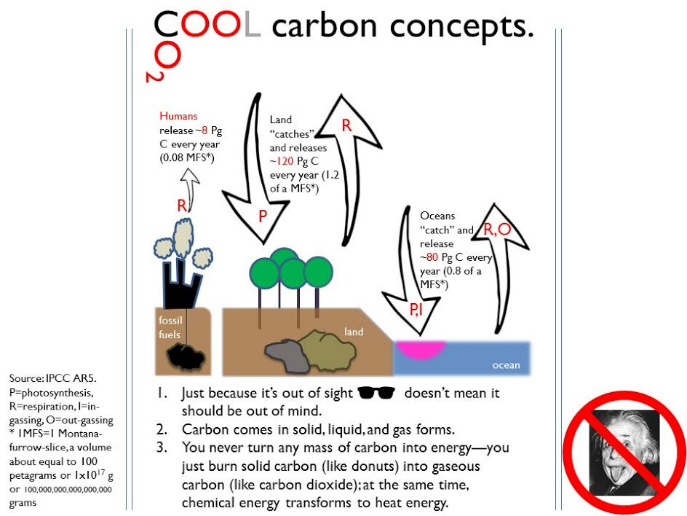 COOL carbon concepts.
O
2
Humans
release ~8 Pg
C every year
(0.08 MFS*)
R
Land
"catches"
and releases
~120 Pg C
every year (1.2
of a MFS*)
R
P
Oceans
"catch" and
release
~80 Pg C every
year (0.8 of a
MFS*)
R,O
P,I
fossil
fuels
land
ocean
Source: IPCC AR5.
P=photosynthesis,
R=respiration, I=in-
gassing, O=out-gassing
* 1MFS=1 Montana-
furrow-slice, a volume
about equal to 100
petagrams or 1x10¹⁷ g
or 100,000,000,000,000,000
grams
1. Just because it's out of sight doesn't mean it
should be out of mind.
2. Carbon comes in solid, liquid, and gas forms.
3. You never turn any mass of carbon into energy—you
just burn solid carbon (like donuts) into gaseous
carbon (like carbon dioxide); at the same time,
chemical energy transforms to heat energy.